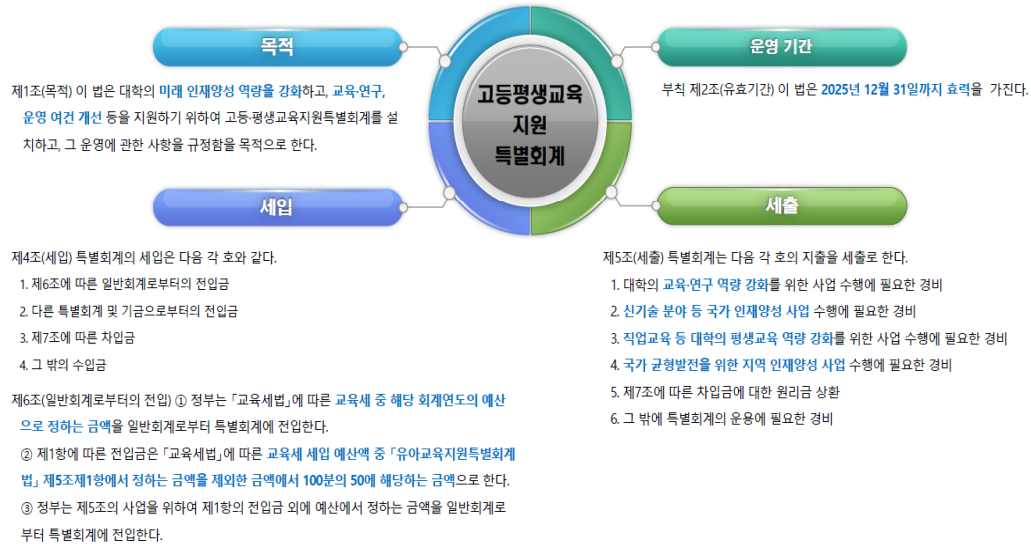 고등평생교육
지원
특별회계
목적
제1조(목적) 이 법은 대학의 미래 인재양성 역량을 강화하고, 교육·연구,
운영 여건 개선 등을 지원하기 위하여 고등·평생교육지원특별회계를 설
치하고, 그 운영에 관한 사항을 규정함을 목적으로 한다.
운영 기간
부칙 제2조(유효기간) 이 법은 2025년 12월 31일까지 효력을 가진다.
세입
제4조(세입) 특별회계의 세입은 다음 각 호와 같다.
1. 제6조에 따른 일반회계로부터의 전입금
2. 다른 특별회계 및 기금으로부터의 전입금
3. 제7조에 따른 차입금
4. 그 밖의 수입금
제6조(일반회계로부터의 전입) ① 정부는 「교육세법」에 따른 교육세 중 해당 회계연도의 예산
으로 정하는 금액을 일반회계로부터 특별회계에 전입한다.
② 제1항에 따른 전입금은 「교육세법」에 따른 교육세 세입 예산액 중 「유아교육지원특별회계
법」 제5조제1항에서 정하는 금액을 제외한 금액에서 100분의 50에 해당하는 금액으로 한다.
③ 정부는 제5조의 사업을 위하여 제1항의 전입금 외에 예산에서 정하는 금액을 일반회계로
부터 특별회계에 전입한다.
세출
제5조(세출) 특별회계는 다음 각 호의 지출을 세출로 한다.
1. 대학의 교육·연구 역량 강화를 위한 사업 수행에 필요한 경비
2. 신기술 분야 등 국가 인재양성 사업 수행에 필요한 경비
3. 직업교육 등 대학의 평생교육 역량 강화를 위한 사업 수행에 필요한 경비
4. 국가 균형발전을 위한 지역 인재양성 사업 수행에 필요한 경비
5. 제7조에 따른 차입금에 대한 원리금 상환
6. 그 밖에 특별회계의 운용에 필요한 경비